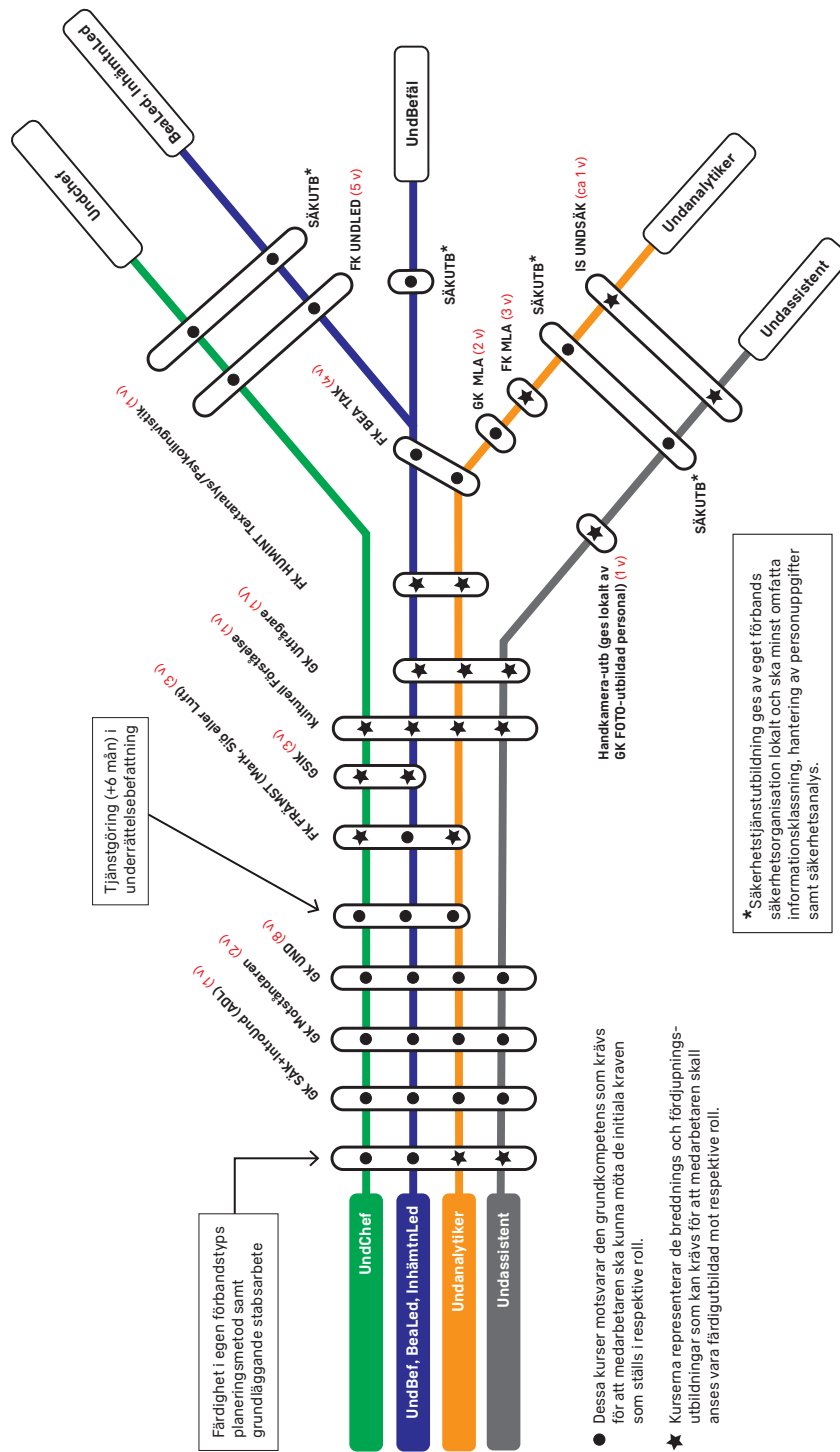 Färdighet i egen förbandstyps
planeringsmetod samt
grundläggande stabsarbete
Tjänstgöring (+6 mån) i
underrättelsebefattning
UndChef
UndBef, BeaLed, InhämtnLed
Undanalytiker
Undassistent
GK SÄK+IntroUnd (ADL) (1 v)
GK Motståndaren (2 v)
GK UND (8 v)
FK FRÄMST (Mark, Sjö eller Luft) (3 v)
GSIK (3 v)
Kulturell Förståelse (1v)
GK Utfrågare (1V)
FK HUMINT Textanalys/Psykolingvistik (1v)
FK BEA TAK (4v)
FK UNDLED (5 v)
SÄKUTB*
Undchef
BeaLed, InhämtnLed
SÄKUTB*
UndBefäl
GK MLA (2 v)
FK MLA (3 v)
SÄKUTB*
IS UNDSÄK (ca 1 v)
Undanalytiker
Handkamera-utb (ges lokalt av
GK FOTO-utbildad personal) (1 v)
SÄKUTB*
Undassistent
● Dessa kurser motsvarar den grundkompetens som krävs
för att medarbetaren ska kunna möta de initiala kraven
som ställs i respektive roll.
★ Kurserna representerar de breddnings och fördjupnings-
utbildningar som kan krävs för att medarbetaren skall
anses vara färdigutbildad mot respektive roll.
*Säkerhetstjänstutbildning ges av eget förbands
säkerhetsorganisation lokalt och ska minst omfatta
informationsklassning, hantering av personuppgifter
samt säkerhetsanalys.